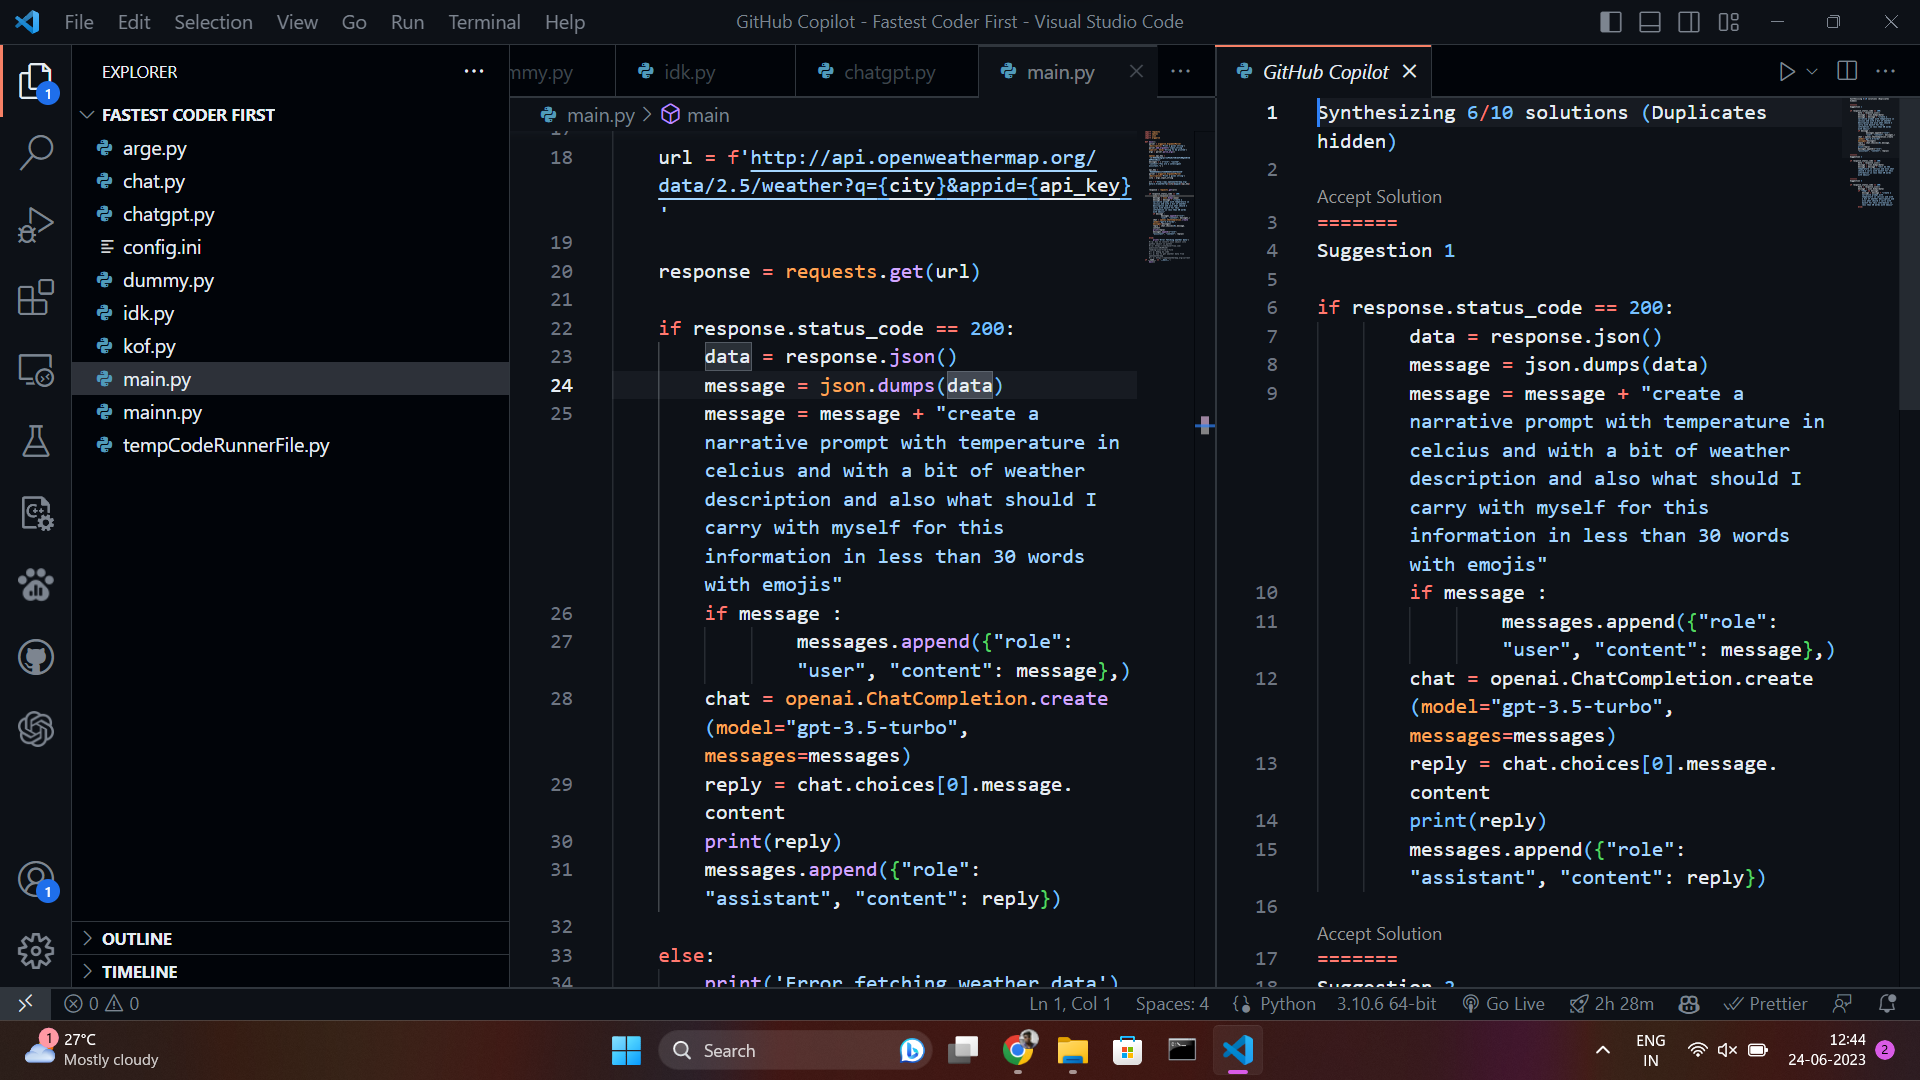 File Edit Selection View Go Run Terminal Help
GitHub Copilot - Fastest Coder First - Visual Studio Code
EXPLORER
FASTEST CODER FIRST
arge.py
chat.py
chatgpt.py
config.ini
dummy.py
idk.py
kof.py
main.py
mainn.py
tempCodeRunnerFile.py
OUTLINE
TIMELINE
1
1
mmy.py idk.py chatgpt.py main.py
main.py > main
17
18 url = f'http://api.openweathermap.org/
data/2.5/weather?q={city}&appid={api_key}
'
19
20 response = requests.get(url)
21
22 if response.status_code == 200:
23 data = response.json()
24 message = json.dumps(data)
25 message = message + "create a
narrative prompt with temperature in
celcius and with a bit of weather
description and also what should I
carry with myself for this
information in less than 30 words
with emojis"
26 if message :
27 messages.append({"role":
"user", "content": message},)
28 chat = openai.ChatCompletion.create
(model="gpt-3.5-turbo",
messages=messages)
29 reply = chat.choices[0].message.
content
30 print(reply)
31 messages.append({"role":
"assistant", "content": reply})
32
33 else:
34 print('Error fetching weather data')
GitHub Copilot
1 Synthesizing 6/10 solutions (Duplicates
hidden)
2
Accept Solution
3 =======
4 Suggestion 1
5
6 if response.status_code == 200:
7 data = response.json()
8 message = json.dumps(data)
9 message = message + "create a
narrative prompt with temperature in
celcius and with a bit of weather
description and also what should I
carry with myself for this
information in less than 30 words
with emojis"
10 if message :
11 messages.append({"role":
"user", "content": message},)
12 chat = openai.ChatCompletion.create
(model="gpt-3.5-turbo",
messages=messages)
13 reply = chat.choices[0].message.
content
14 print(reply)
15 messages.append({"role":
"assistant", "content": reply})
16
Accept Solution
17 =======
18 Suggestion 2
0 0 Ln 1, Col 1 Spaces: 4 Python 3.10.6 64-bit Go Live 2h 28m Prettier
1
27°C
Mostly cloudy
Search
ENG
IN
12:44
24-06-2023
2